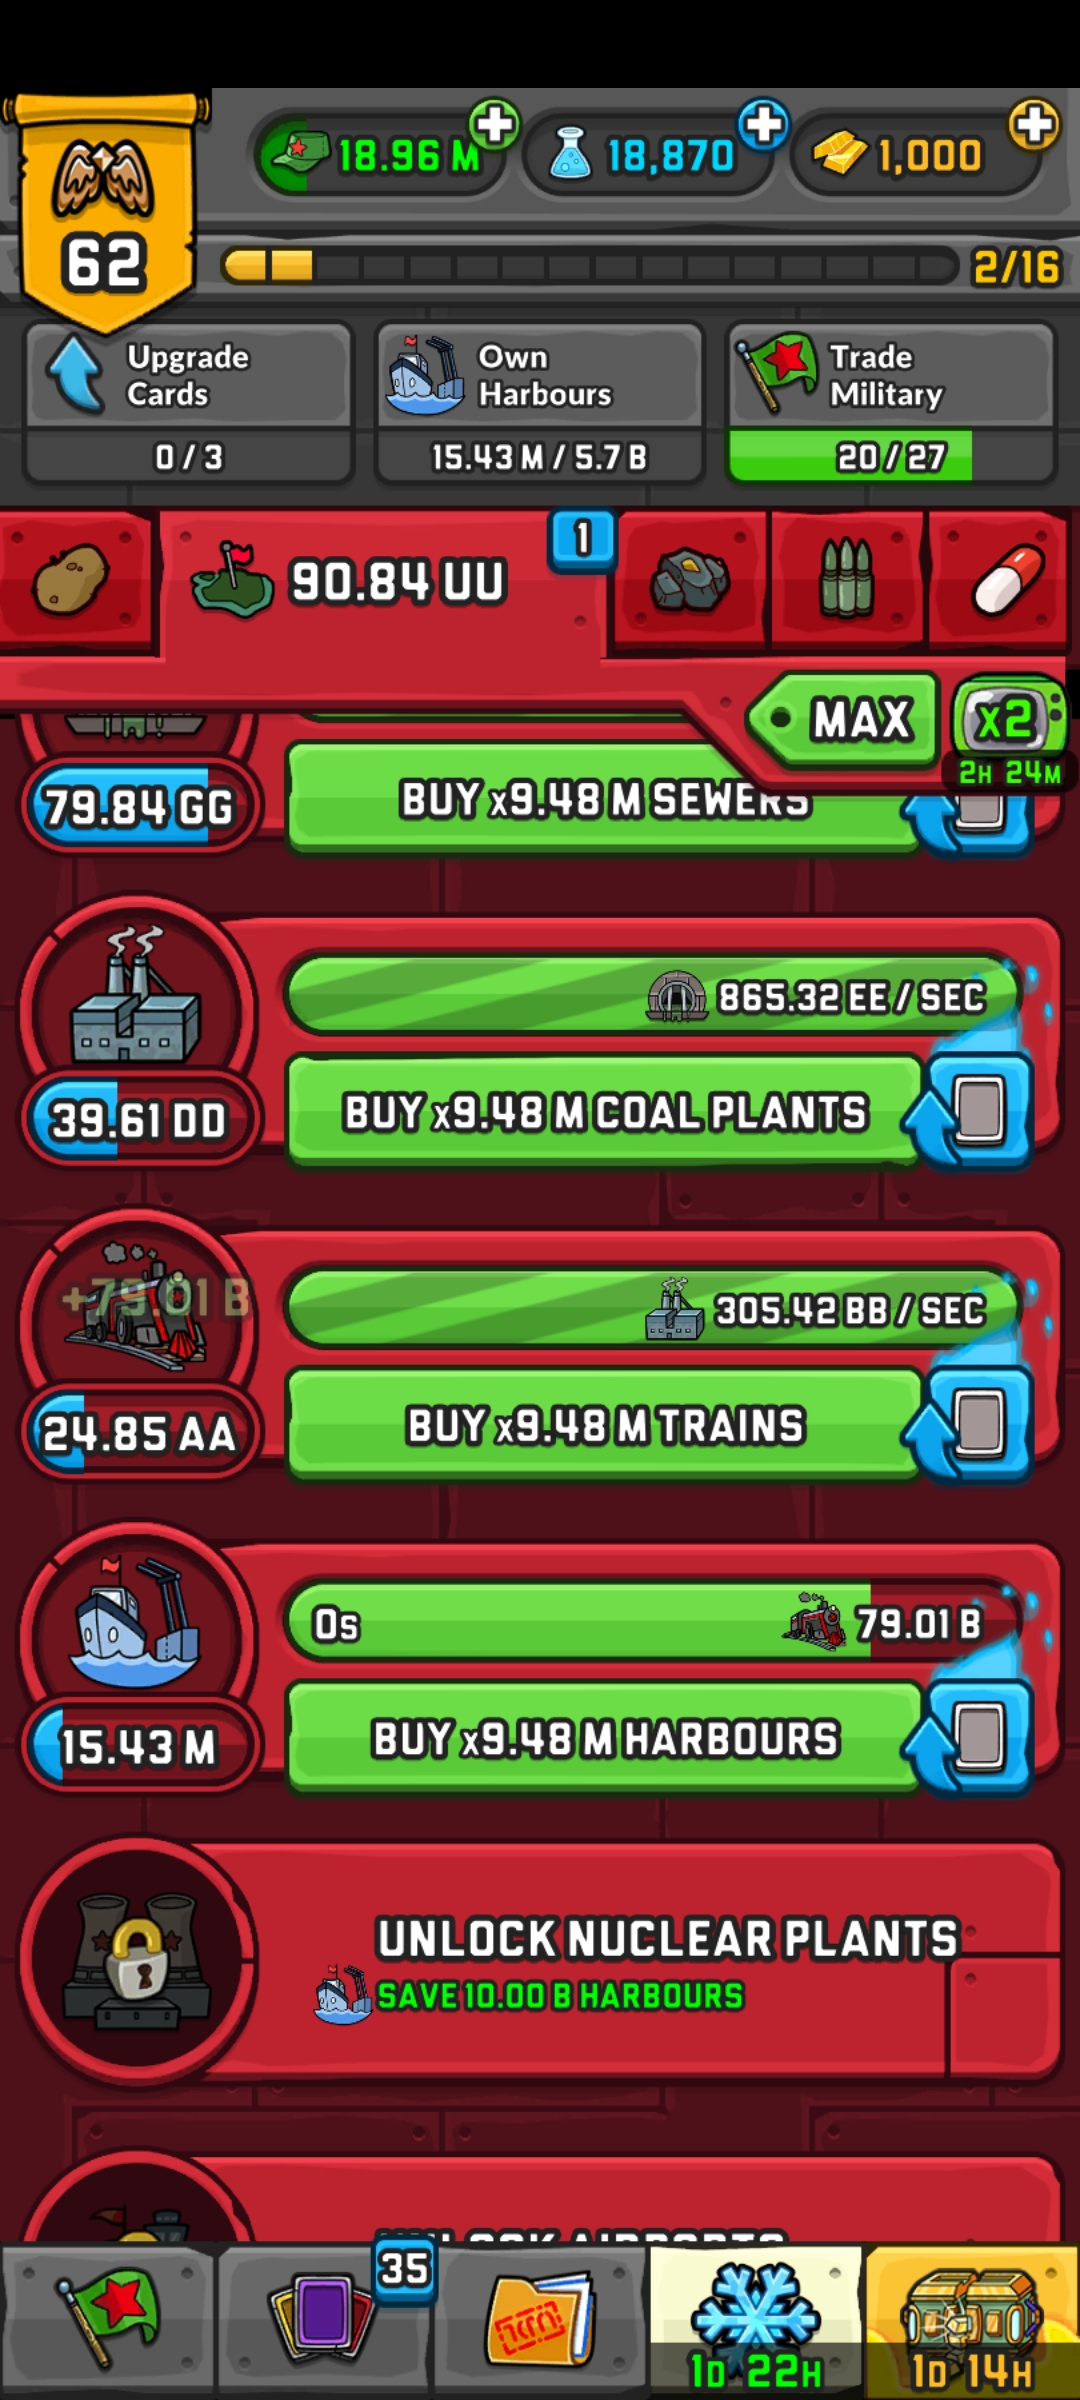 18.96 M
18,870
1,000
62
2/16
Upgrade
Cards
0 / 3
Own
Harbours
15.43 M / 5.7 B
Trade
Military
20 / 27
90.84 UU
1
MAX
x2
2H 24M
79.84 GG
BUY x9.48 M SEWERS
865.32 EE / SEC
39.61 DD
BUY x9.48 M COAL PLANTS
+79.01 B
305.42 BB / SEC
24.85 AA
BUY x9.48 M TRAINS
0s
79.01 B
15.43 M
BUY x9.48 M HARBOURS
UNLOCK NUCLEAR PLANTS
SAVE 10.00 B HARBOURS
UNLOCK AIRPORTS
35
1D 22H
1D 14H